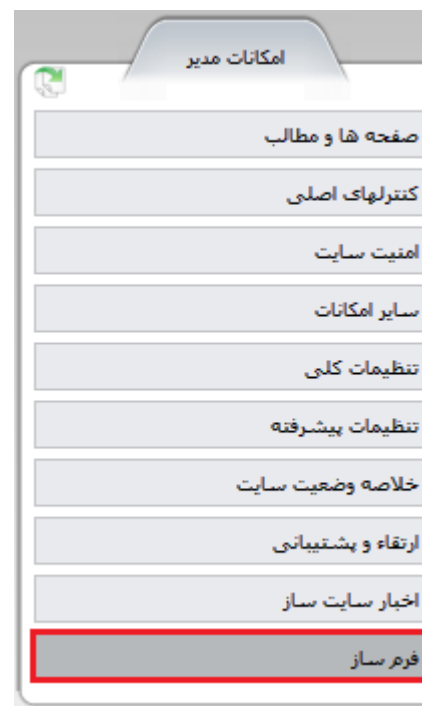 امکانات مدیر
صفحه ها و مطالب
کنترلهای اصلی
امنیت سایت
سایر امکانات
تنظیمات کلی
تنظیمات پیشرفته
خلاصه وضعیت سایت
ارتقاء و پشتیبانی
اخبار سایت ساز
فرم ساز